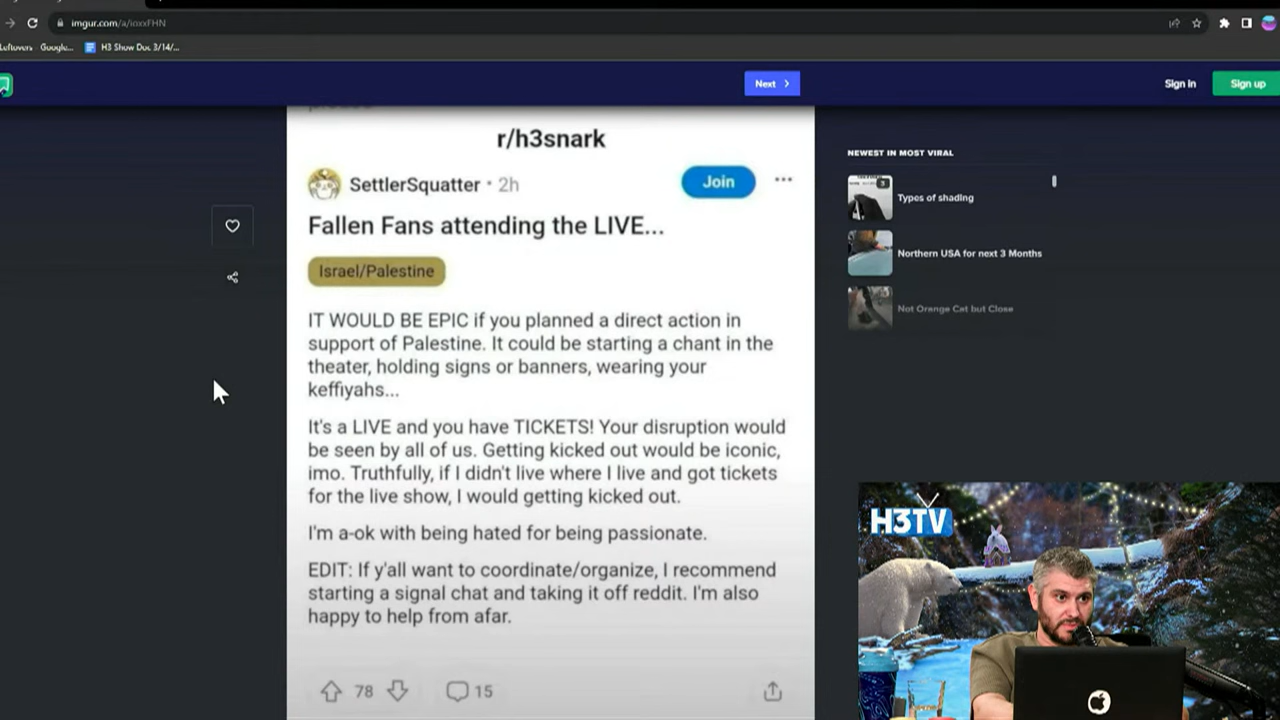 imgur.com/a/ioxxFHN
Leftovers - Google...
H3 Show Doc 3/14/...
Next
Sign in
Sign up
r/h3snark
SettlerSquatter • 2h
Join
Fallen Fans attending the LIVE...
Israel/Palestine
IT WOULD BE EPIC if you planned a direct action in
support of Palestine. It could be starting a chant in the
theater, holding signs or banners, wearing your
keffiyahs...
It's a LIVE and you have TICKETS! Your disruption would
be seen by all of us. Getting kicked out would be iconic,
imo. Truthfully, if I didn't live where I live and got tickets
for the live show, I would getting kicked out.
I'm a-ok with being hated for being passionate.
EDIT: If y'all want to coordinate/organize, I recommend
starting a signal chat and taking it off reddit. I'm also
happy to help from afar.
78
15
NEWEST IN MOST VIRAL
Types of shading
Northern USA for next 3 Months
Not Orange Cat but Close
H3TV